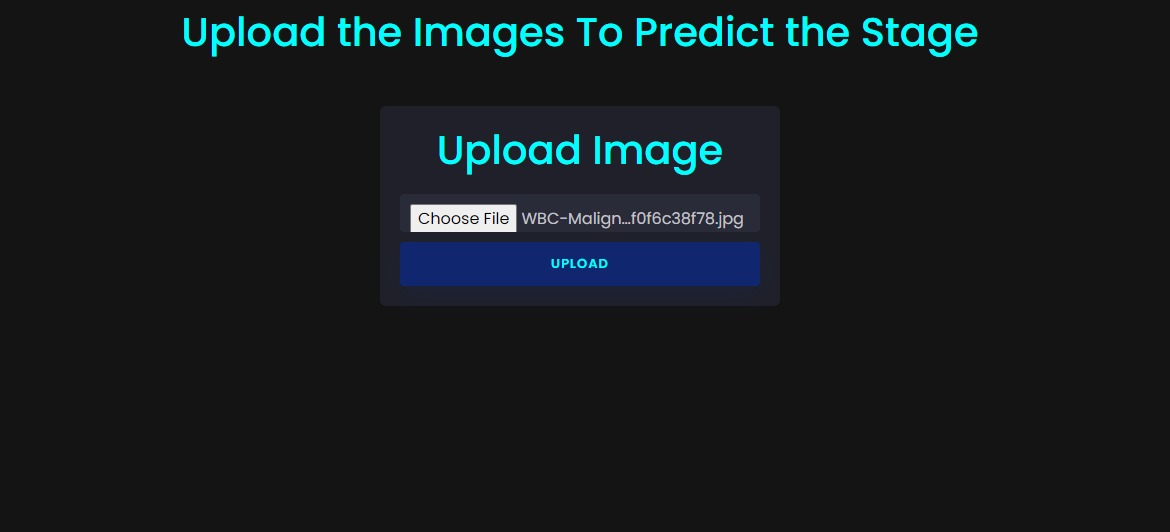 Upload the Images To Predict the Stage
Upload Image
Choose File WBC-Malign...f0f6c38f78.jpg
UPLOAD